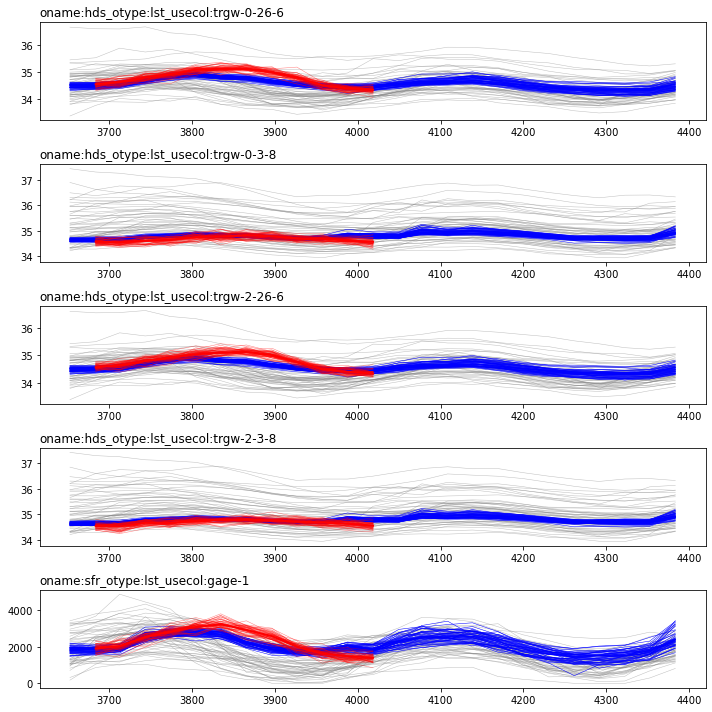 oname:hds_otype:lst_usecol:trgw-0-26-6
36
35
34
3700 3800 3900 4000 4100 4200 4300 4400
oname:hds_otype:lst_usecol:trgw-0-3-8
37
36
35
34
3700 3800 3900 4000 4100 4200 4300 4400
oname:hds_otype:lst_usecol:trgw-2-26-6
36
35
34
3700 3800 3900 4000 4100 4200 4300 4400
oname:hds_otype:lst_usecol:trgw-2-3-8
37
36
35
34
3700 3800 3900 4000 4100 4200 4300 4400
oname:sfr_otype:lst_usecol:gage-1
4000
2000
0
3700 3800 3900 4000 4100 4200 4300 4400